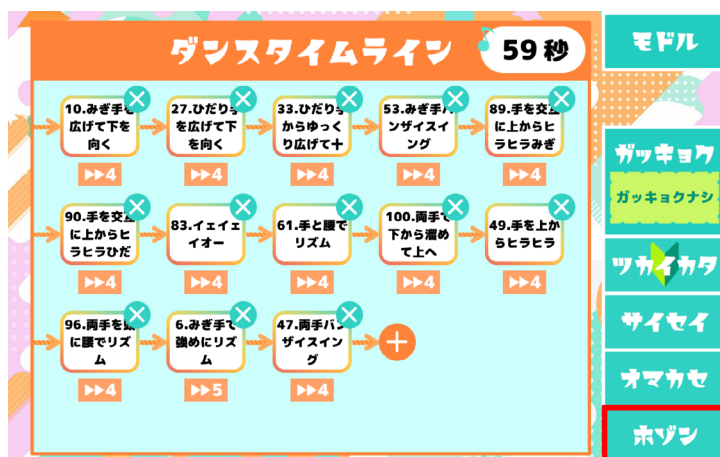 ダンスタイムライン
59 秒
モドル
10.みぎ手を
広げて下を
向く
27.ひだり手
を広げて下
を向く
33.ひだり手
からゆっく
り広げて十
53.みぎ手バ
ンザイスイ
ング
89.手を交互
に上からヒ
ラヒラみぎ
4
4
4
4
4
ガッキョク
ガッキョクナシ
90.手を交互
に上からヒ
ラヒラひだ
83.イェイェ
イオー
61.手と腰で
リズム
100.両手で
下から溜め
て上へ
49.手を上か
らヒラヒラ
4
4
4
4
4
ツカイカタ
サイセイ
96.両手を
に腰でリズ
ム
6.みぎ手で
強めにリズ
ム
47.両手バン
ザイスイン
グ
4
5
4
オマカセ
ホゾン